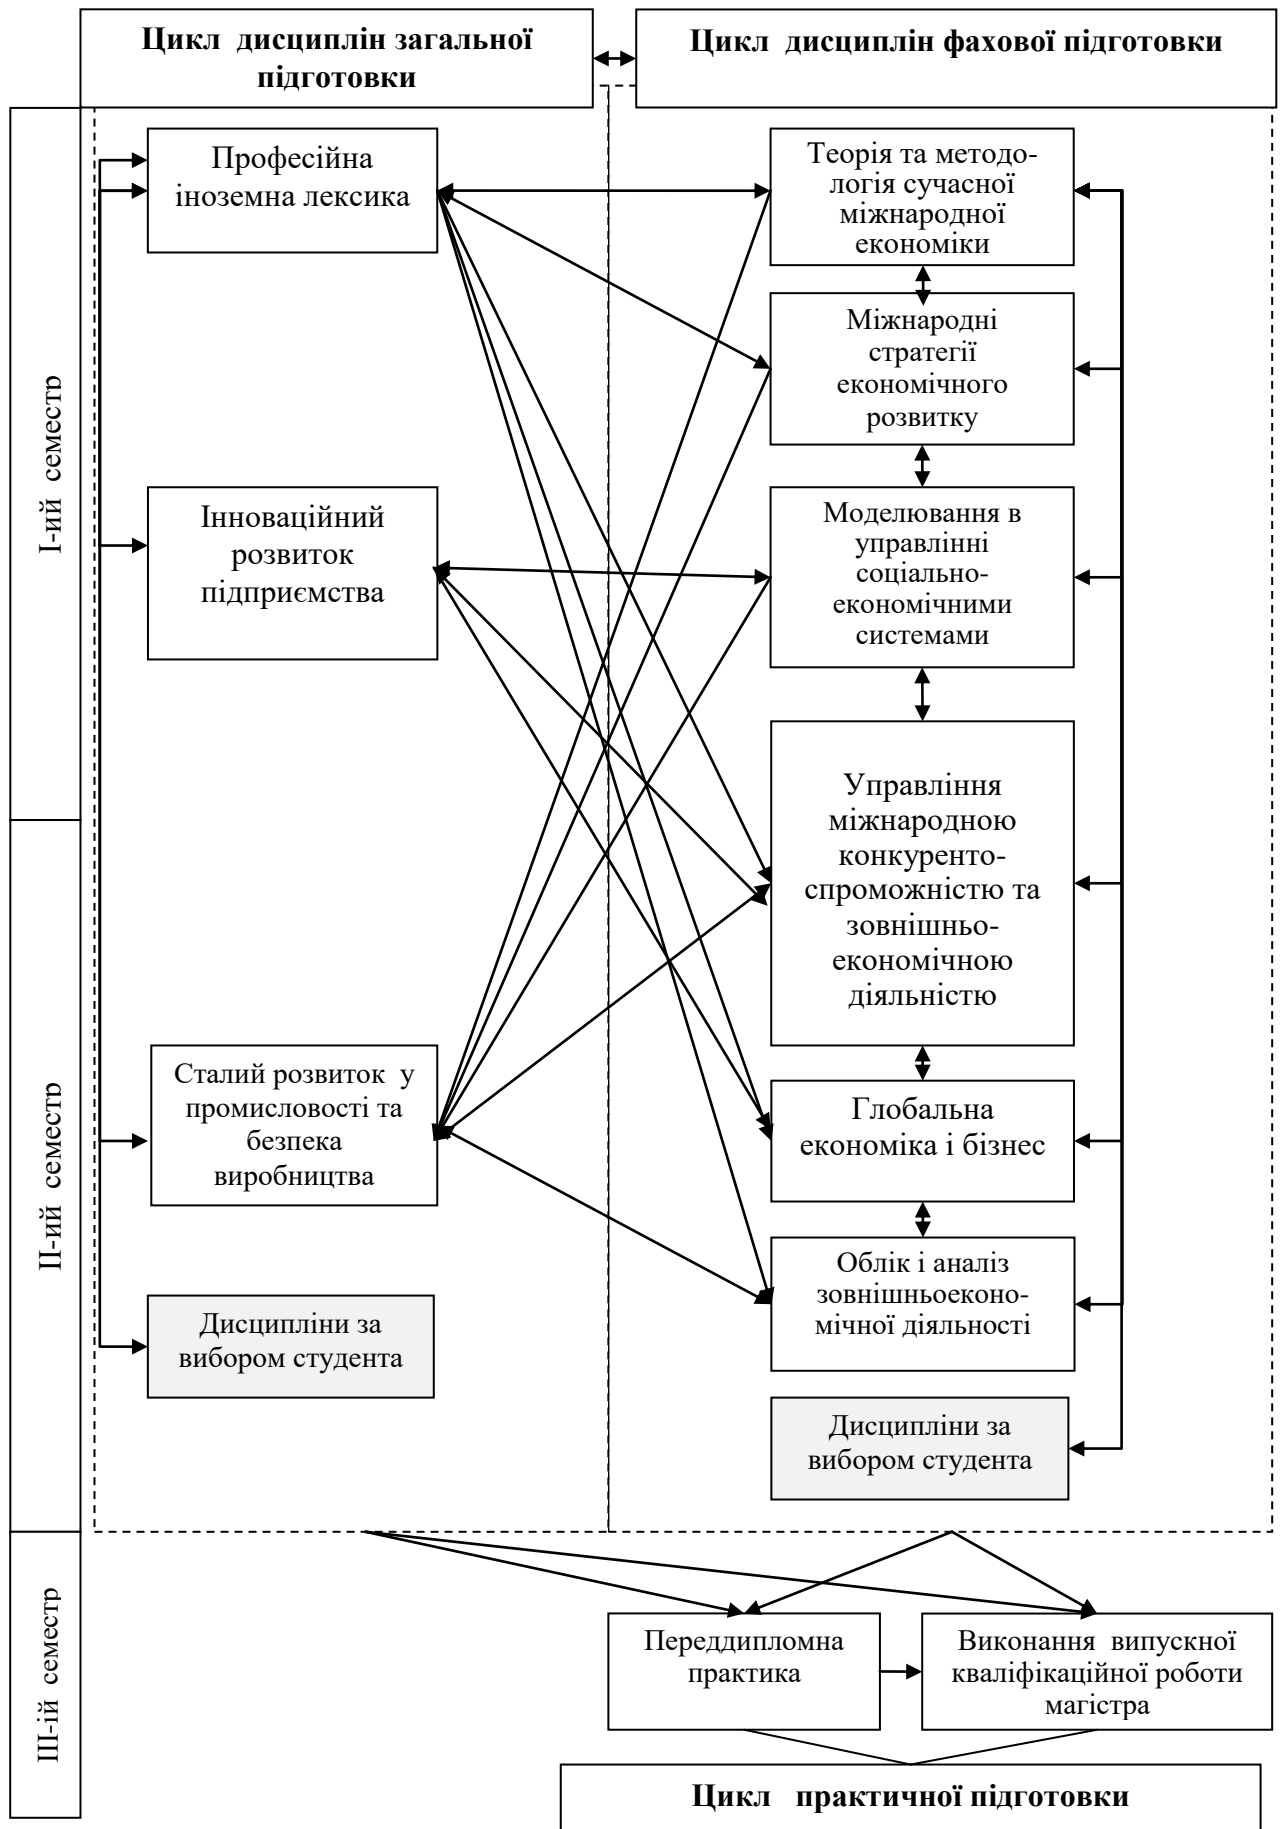 Цикл дисциплін загальної
підготовки
Цикл дисциплін фахової підготовки
І-ий семестр
Професійна
іноземна лексика
Теорія та методо-
логія сучасної
міжнародної
економіки
Міжнародні
стратегії
економічного
розвитку
Інноваційний
розвиток
підприємства
Моделювання в
управлінні
соціально-
економічними
системами
Управління
міжнародною
конкуренто-
спроможністю та
зовнішньо-
економічною
діяльністю
ІІ-ий семестр
Сталий розвиток у
промисловості та
безпека
виробництва
Глобальна
економіка і бізнес
Облік і аналіз
зовнішньоеконо-
мічної діяльності
Дисципліни за
вибором студента
Дисципліни за
вибором студента
ІІІ-ій семестр
Переддипломна
практика
Виконання випускної
кваліфікаційної роботи
магістра
Цикл практичної підготовки